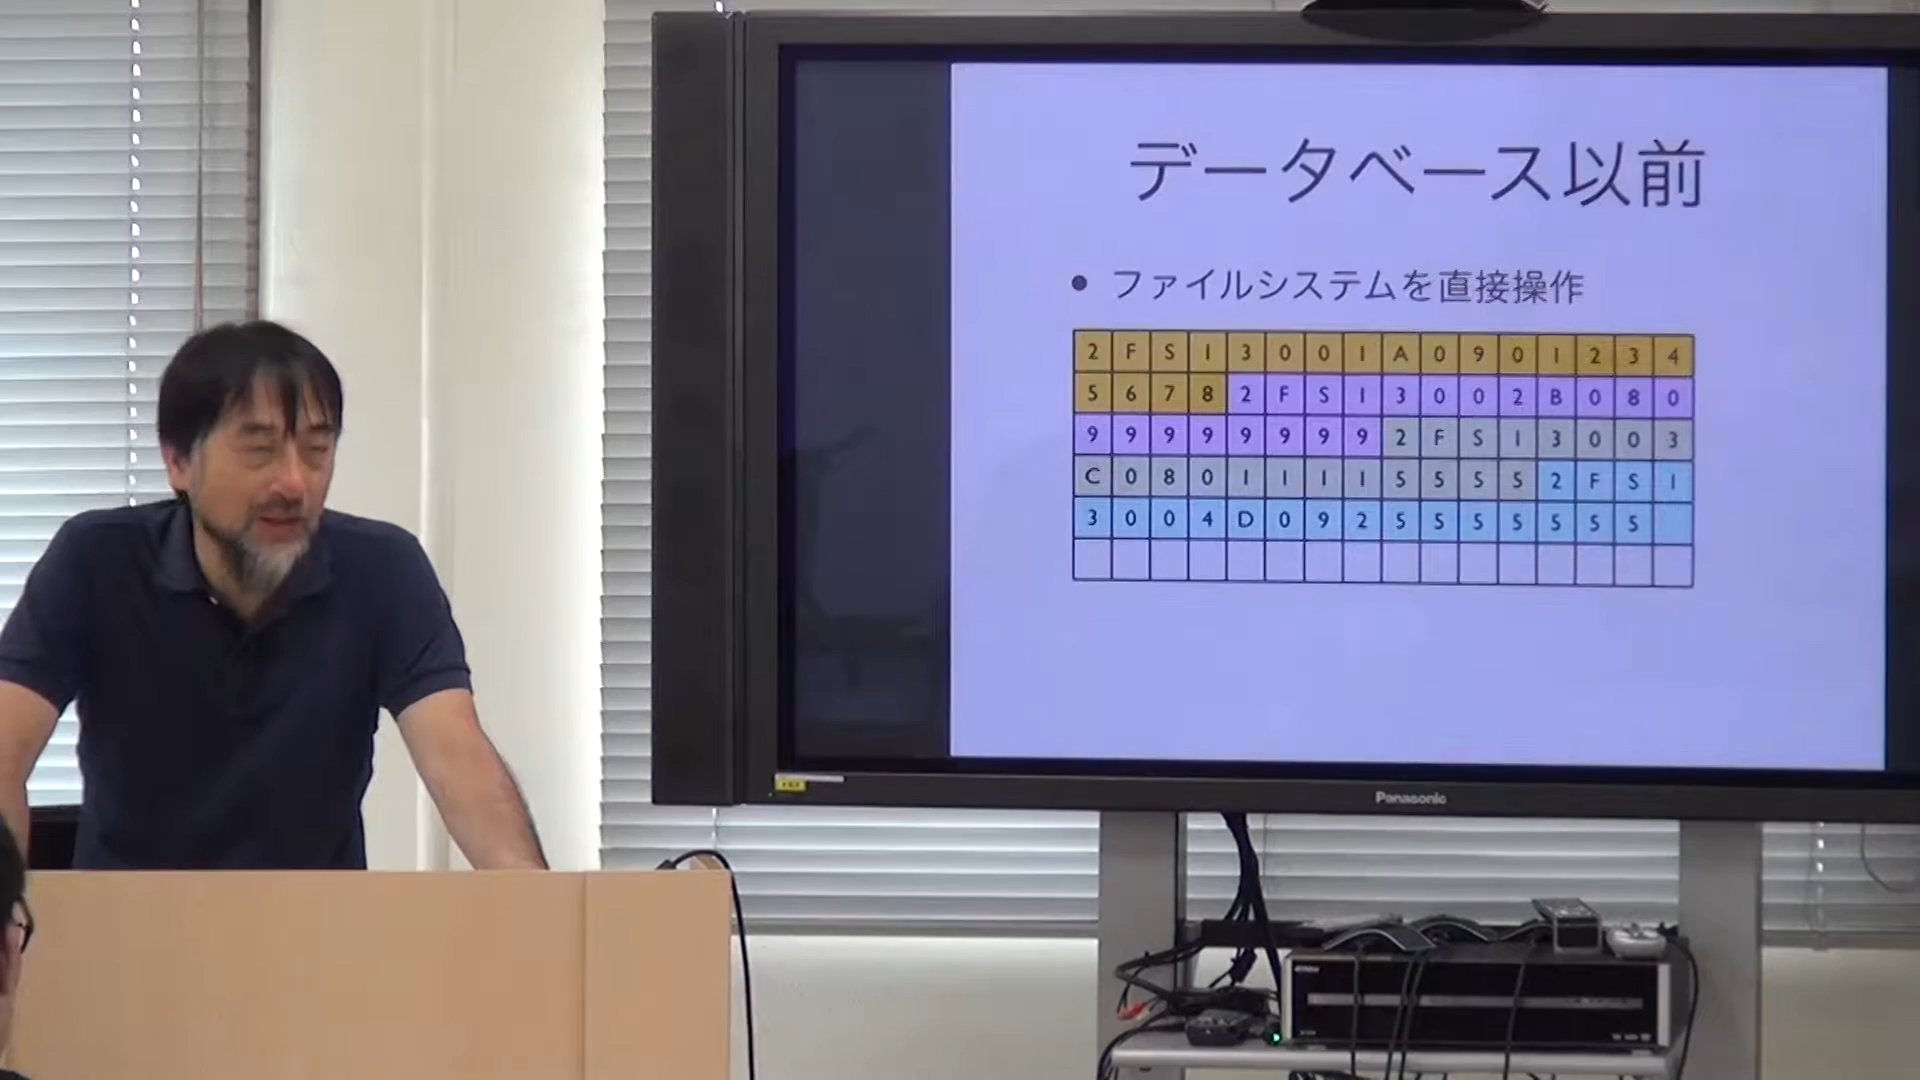 データベース以前
• ファイルシステムを直接操作
2 F S 1 3 0 0 1 A 0 9 0 1 2 3 4
5 6 7 8 2 F S 1 3 0 0 2 B 0 8 0
9 9 9 9 9 9 9 9 2 F S 1 3 0 0 3
C 0 8 0 1 1 1 1 5 5 5 5 2 F S 1
3 0 0 4 D 0 9 2 5 5 5 5 5 5 5
Panasonic